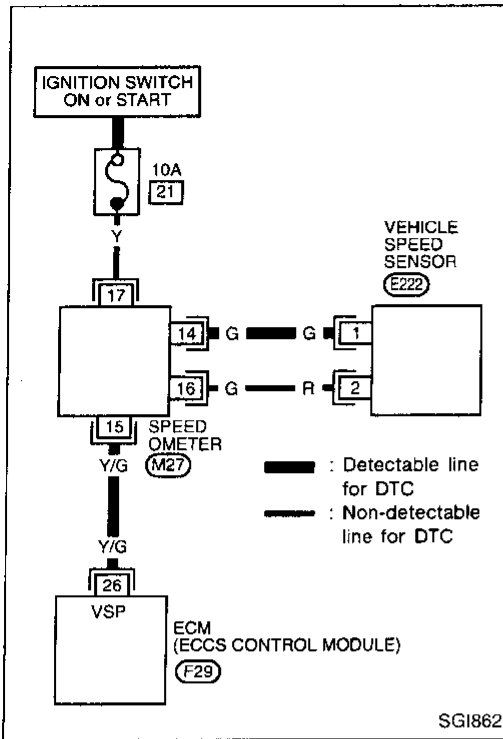 IGNITION SWITCH
ON or START
10A
21
Y
17
VEHICLE
SPEED
SENSOR
E222
14 G G 1
16 G R 2
15
SPEED
OMETER
M27
Y/G
: Detectable line
for DTC
: Non-detectable
line for DTC
Y/G
26
VSP
ECM
(ECCS CONTROL MODULE)
F29
SGI862